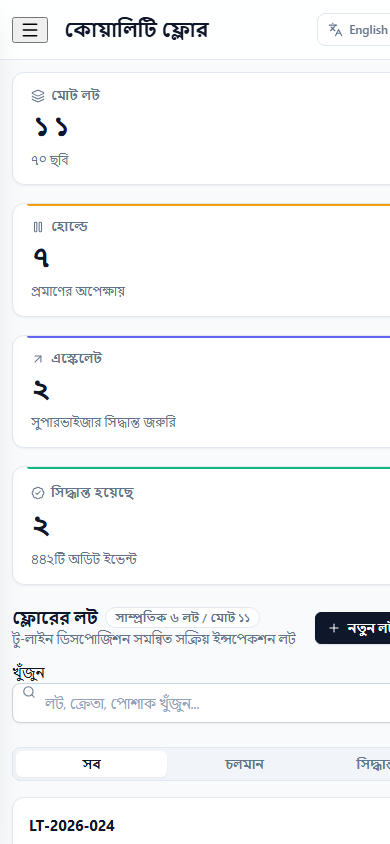 কোয়ালিটি ফ্লোর
English
মোট লট
১১
৭০ ছবি
হোল্ডে
৭
প্রমাণের অপেক্ষায়
এস্কেলেট
২
সুপারভাইজার সিদ্ধান্ত জরুরি
সিদ্ধান্ত হয়েছে
২
৪৪২টি অডিট ইভেন্ট
ফ্লোরের লট সাম্প্রতিক ৬ লট / মোট ১১
টু-লাইন ডিসপোজিশন সমন্বিত সক্রিয় ইন্সপেকশন লট
+ নতুন
খুঁজুন
লট, ক্রেতা, পোশাক খুঁজুন...
সব চলমান
LT-2026-024